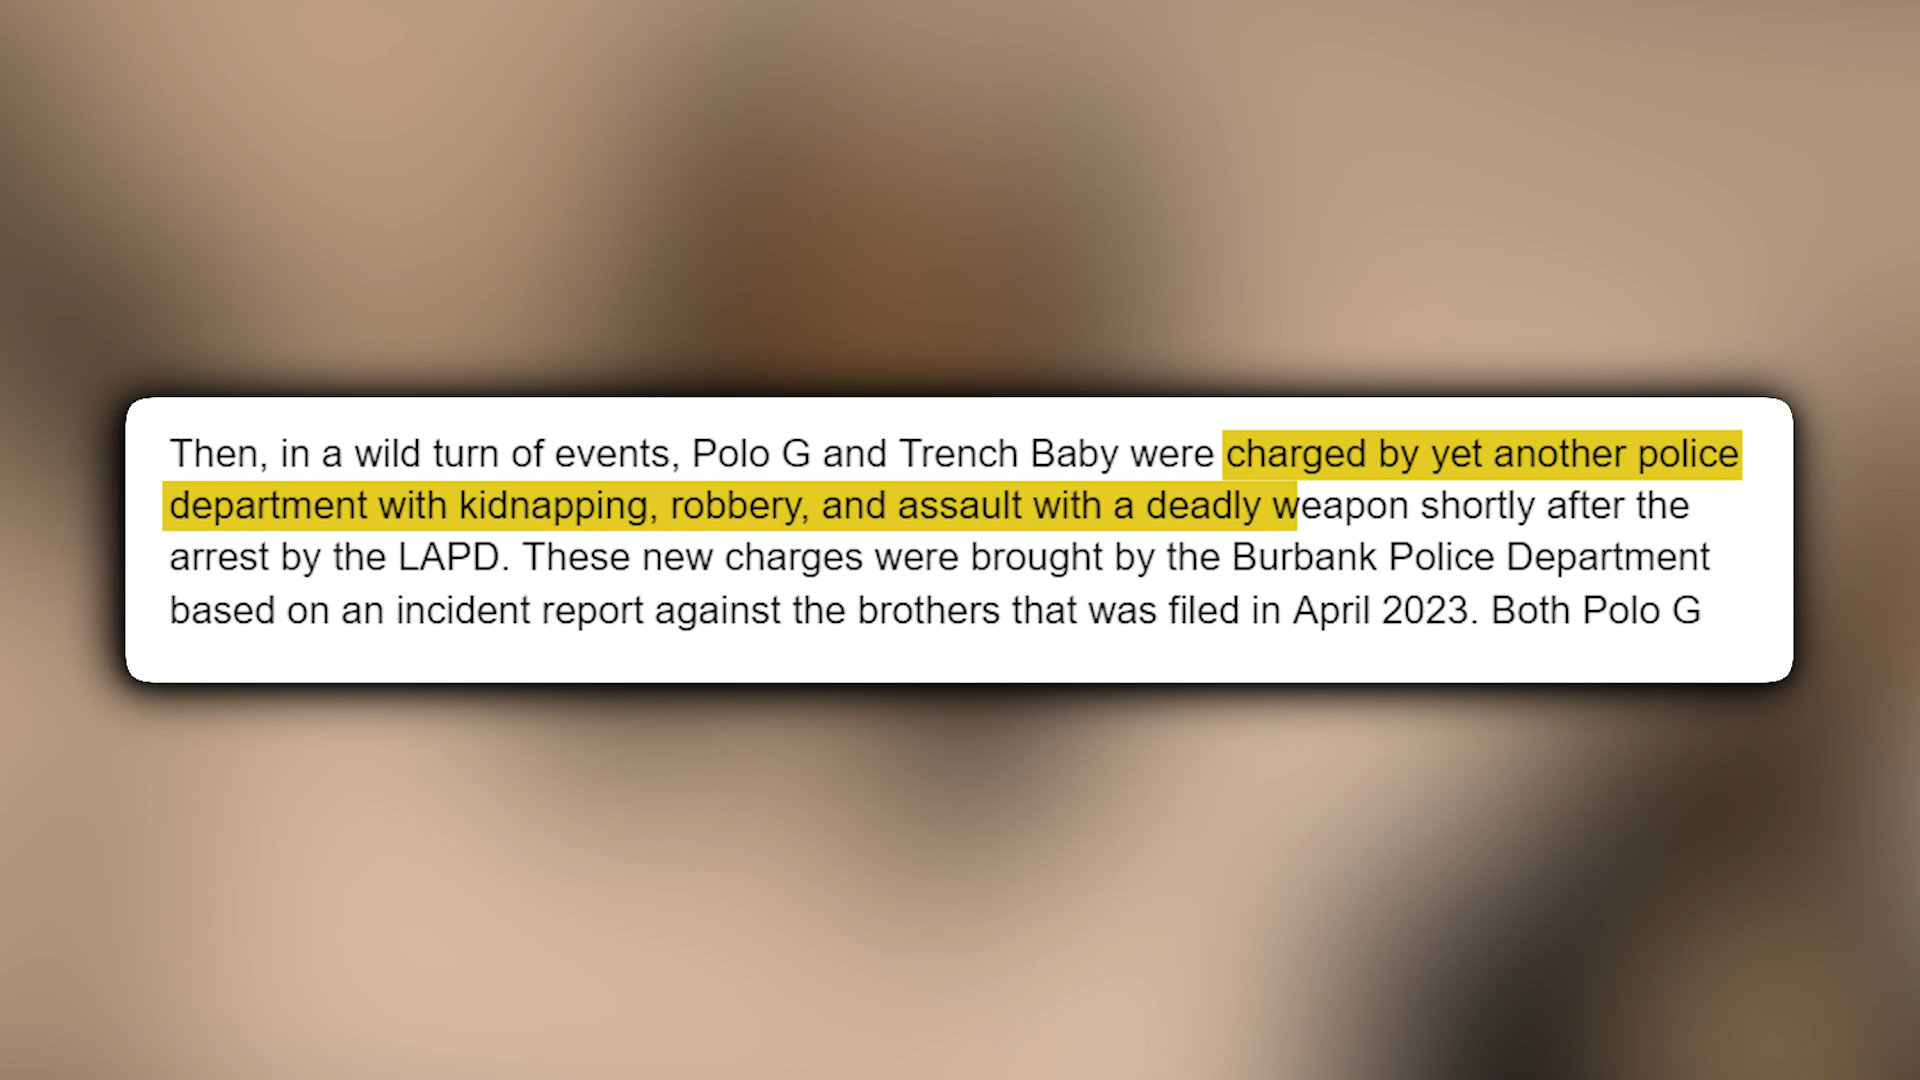 Then, in a wild turn of events, Polo G and Trench Baby were charged by yet another police
department with kidnapping, robbery, and assault with a deadly weapon shortly after the
arrest by the LAPD. These new charges were brought by the Burbank Police Department
based on an incident report against the brothers that was filed in April 2023. Both Polo G